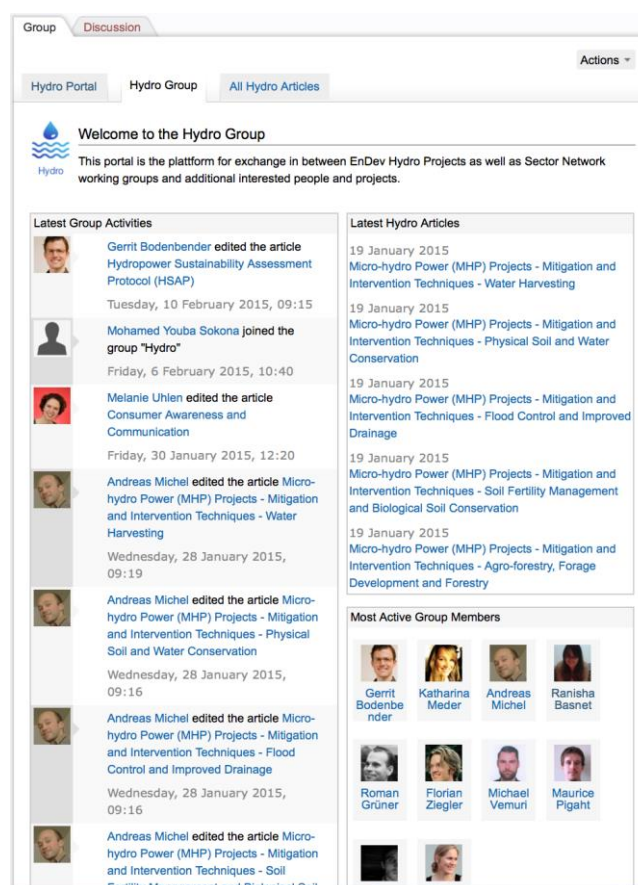 Group
Discussion
Actions
Hydro Portal
Hydro Group
All Hydro Articles
Hydro
Welcome to the Hydro Group
This portal is the plattform for exchange in between EnDev Hydro Projects as well as Sector Network
working groups and additional interested people and projects.
Latest Group Activities
Gerrit Bodenbender edited the article
Hydropower Sustainability Assessment
Protocol (HSAP)
Tuesday, 10 February 2015, 09:15
Mohamed Youba Sokona joined the
group "Hydro"
Friday, 6 February 2015, 10:40
Melanie Uhlen edited the article
Consumer Awareness and
Communication
Friday, 30 January 2015, 12:20
Andreas Michel edited the article Micro-
hydro Power (MHP) Projects - Mitigation
and Intervention Techniques - Water
Harvesting
Wednesday, 28 January 2015,
09:19
Andreas Michel edited the article Micro-
hydro Power (MHP) Projects - Mitigation
and Intervention Techniques - Physical
Soil and Water Conservation
Wednesday, 28 January 2015,
09:16
Andreas Michel edited the article Micro-
hydro Power (MHP) Projects - Mitigation
and Intervention Techniques - Flood
Control and Improved Drainage
Wednesday, 28 January 2015,
09:16
Andreas Michel edited the article Micro-
hydro Power (MHP) Projects - Mitigation
and Intervention Techniques - Soil
Latest Hydro Articles
19 January 2015
Micro-hydro Power (MHP) Projects - Mitigation and
Intervention Techniques - Water Harvesting
19 January 2015
Micro-hydro Power (MHP) Projects - Mitigation and
Intervention Techniques - Physical Soil and Water
Conservation
19 January 2015
Micro-hydro Power (MHP) Projects - Mitigation and
Intervention Techniques - Flood Control and Improved
Drainage
19 January 2015
Micro-hydro Power (MHP) Projects - Mitigation and
Intervention Techniques - Soil Fertility Management
and Biological Soil Conservation
19 January 2015
Micro-hydro Power (MHP) Projects - Mitigation and
Intervention Techniques - Agro-forestry, Forage
Development and Forestry
Most Active Group Members
Gerrit
Bodenbe
nder
Katharina
Meder
Andreas
Michel
Ranisha
Basnet
Roman
Grüner
Florian
Ziegler
Michael
Vemuri
Maurice
Pigaht